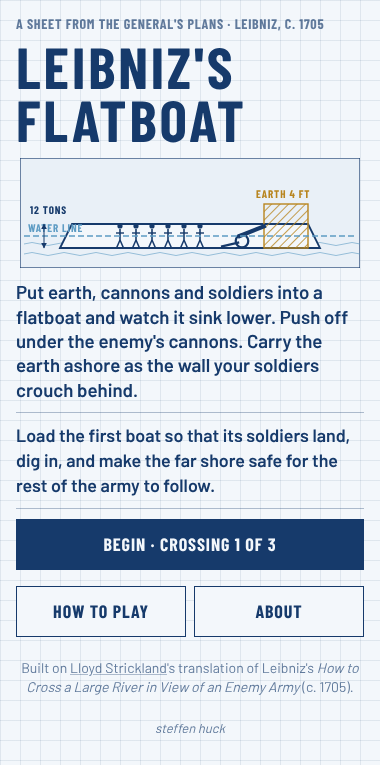 A SHEET FROM THE GENERAL'S PLANS · LEIBNIZ, C. 1705
LEIBNIZ'S
FLATBOAT
EARTH 4 FT
12 TONS
WATER LINE
Put earth, cannons and soldiers into a
flatboat and watch it sink lower. Push off
under the enemy's cannons. Carry the
earth ashore as the wall your soldiers
crouch behind.
Load the first boat so that its soldiers land,
dig in, and make the far shore safe for the
rest of the army to follow.
BEGIN · CROSSING 1 OF 3
HOW TO PLAY
ABOUT
Built on Lloyd Strickland's translation of Leibniz's How to
Cross a Large River in View of an Enemy Army (c. 1705).
steffen huck